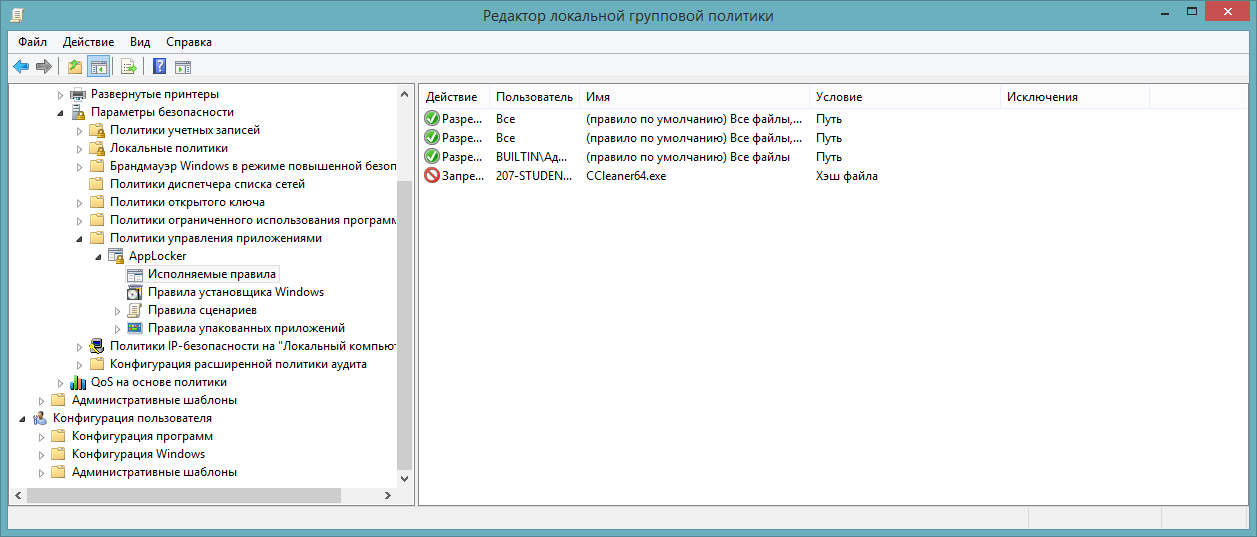 Редактор локальной групповой политики
Файл Действие Вид Справка
Развернутые принтеры
Параметры безопасности
Политики учетных записей
Локальные политики
Брандмауэр Windows в режиме повышенной безоп
Политики диспетчера списка сетей
Политики открытого ключа
Политики ограниченного использования программ
Политики управления приложениями
AppLocker
Исполняемые правила
Правила установщика Windows
Правила сценариев
Правила упакованных приложений
Политики IP-безопасности на "Локальный компьют
Конфигурация расширенной политики аудита
QoS на основе политики
Административные шаблоны
Конфигурация пользователя
Конфигурация программ
Конфигурация Windows
Административные шаблоны
Действие Пользователь Имя Условие Исключения
Разре... Все (правило по умолчанию) Все файлы,... Путь
Разре... Все (правило по умолчанию) Все файлы,... Путь
Разре... BUILTIN\Ад... (правило по умолчанию) Все файлы Путь
Запре... 207-STUDEN... CCleaner64.exe Хэш файла